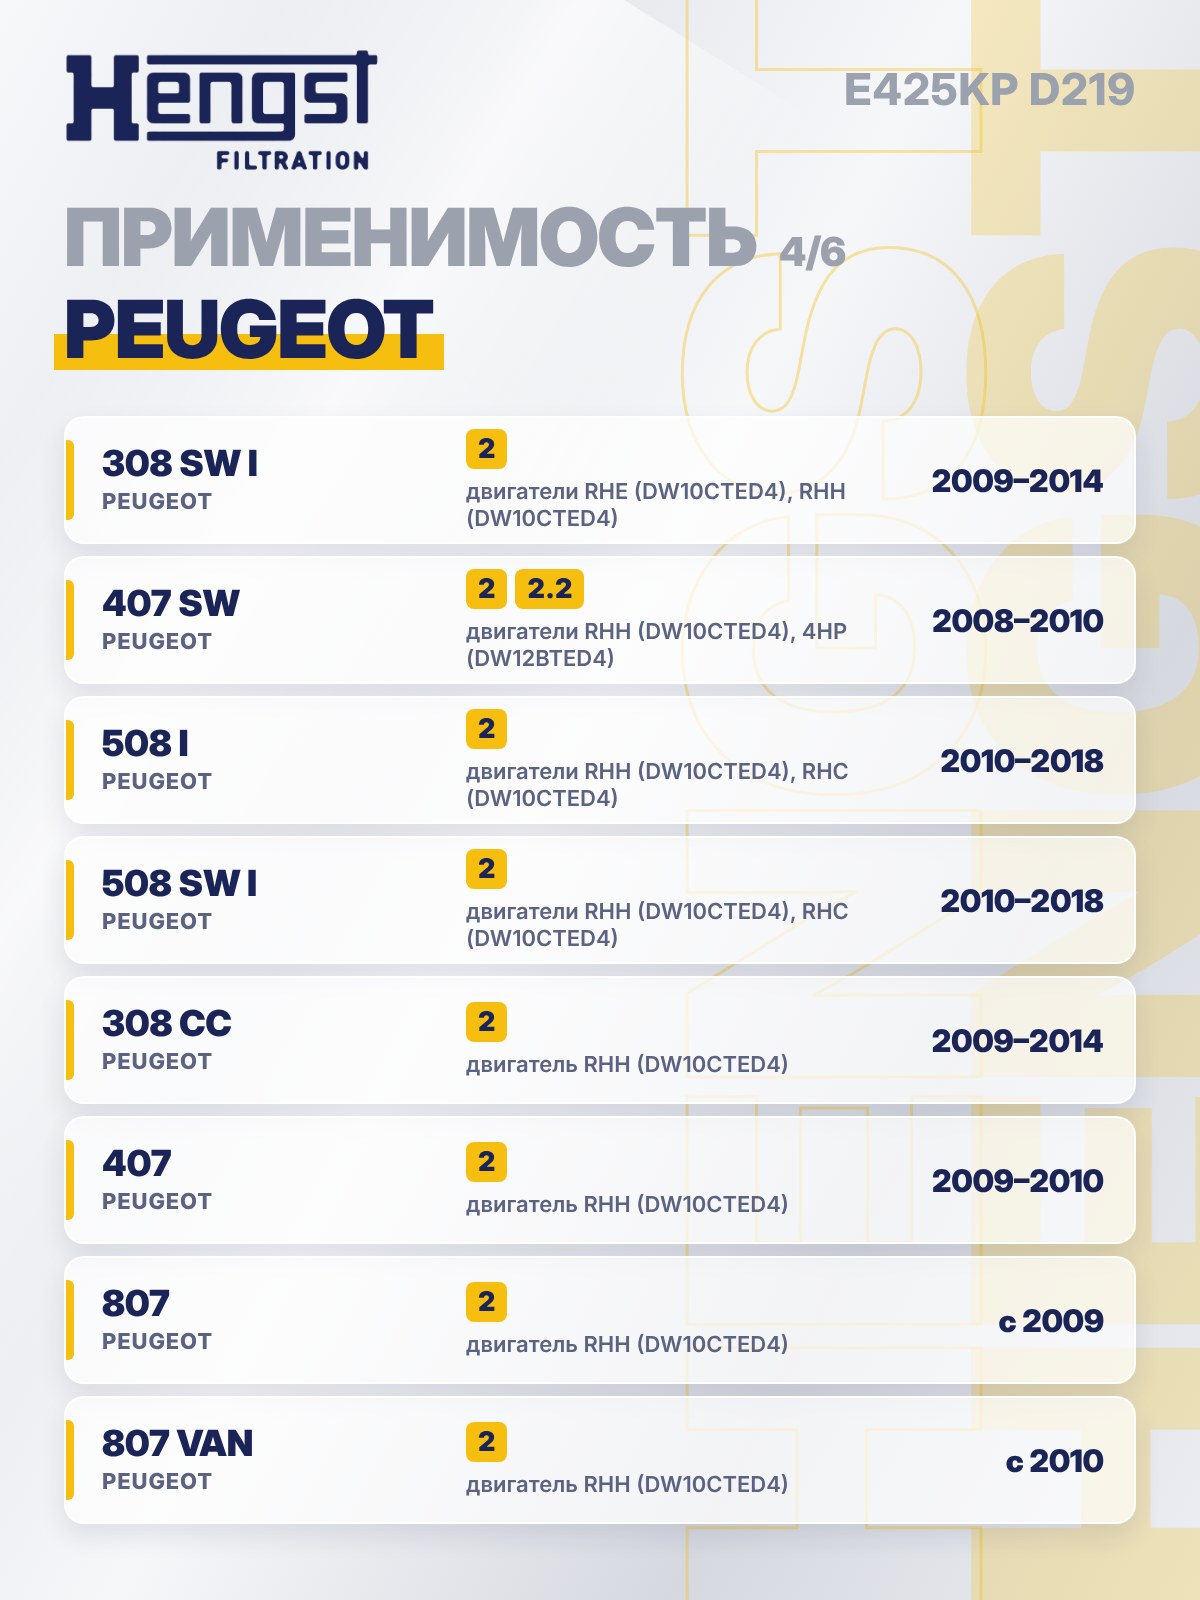 Hengst
FILTRATION
E425KP D219
ПРИМЕНИМОСТЬ 4/6
PEUGEOT
308 SW I
PEUGEOT
2
двигатели RHE (DW10CTED4), RHH
(DW10CTED4)
2009–2014
407 SW
PEUGEOT
2 2.2
двигатели RHH (DW10CTED4), 4HP
(DW12BTED4)
2008–2010
508 I
PEUGEOT
2
двигатели RHH (DW10CTED4), RHC
(DW10CTED4)
2010–2018
508 SW I
PEUGEOT
2
двигатели RHH (DW10CTED4), RHC
(DW10CTED4)
2010–2018
308 CC
PEUGEOT
2
двигатель RHH (DW10CTED4)
2009–2014
407
PEUGEOT
2
двигатель RHH (DW10CTED4)
2009–2010
807
PEUGEOT
2
двигатель RHH (DW10CTED4)
с 2009
807 VAN
PEUGEOT
2
двигатель RHH (DW10CTED4)
с 2010
HENGST
HENGST